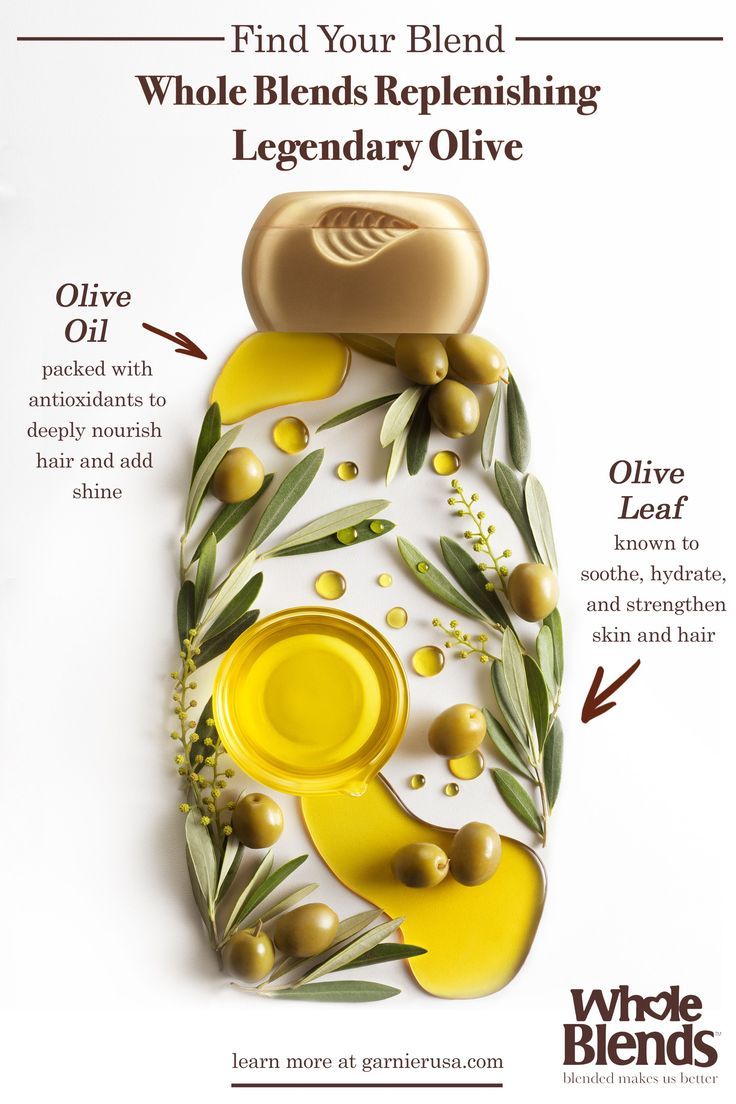 Find Your Blend
Whole Blends Replenishing
Legendary Olive
Olive
Oil
packed with
antioxidants to
deeply nourish
hair and add
shine
Olive
Leaf
known to
soothe, hydrate,
and strengthen
skin and hair
learn more at garnierusa.com
Whole
Blends™
blended makes us better